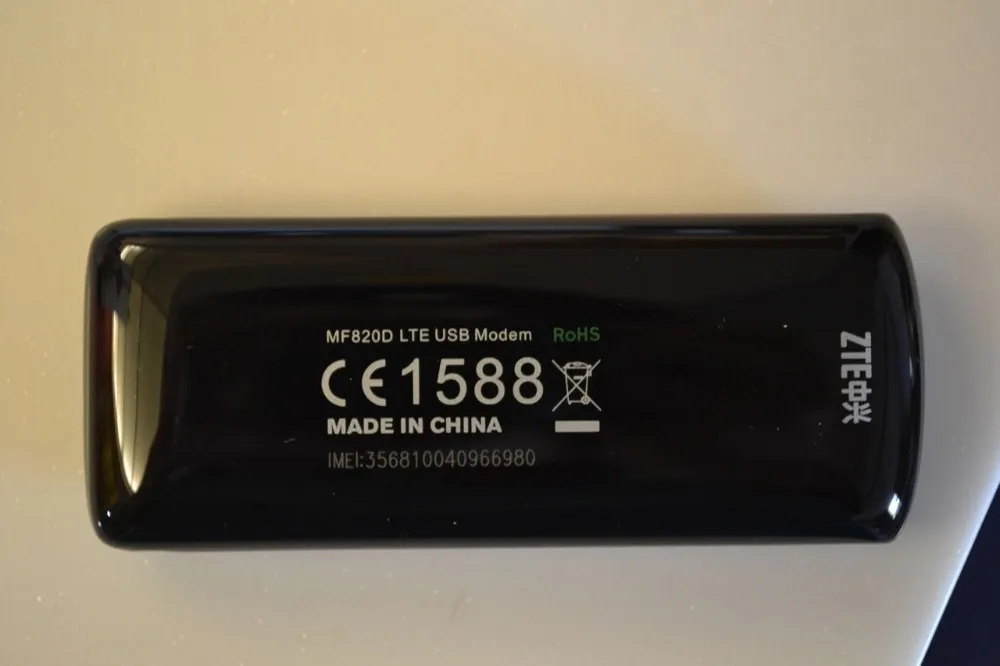 MF820D LTE USB Modem RoHS
CE1588
MADE IN CHINA
IMEI:356810040966980
ZTE中兴